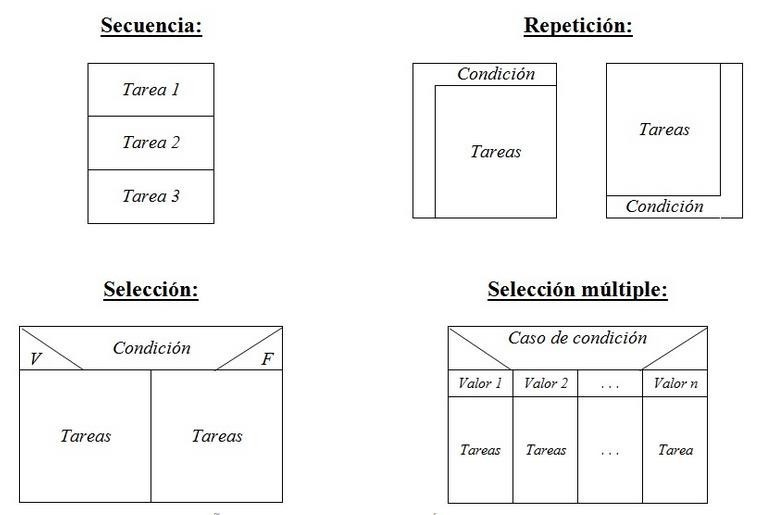 Secuencia:
Tarea 1
Tarea 2
Tarea 3
Repetición:
Condición
Tareas
Tareas
Condición
Selección:
V
Condición
F
Tareas
Tareas
Selección múltiple:
Caso de condición
Valor 1
Valor 2
. . .
Valor n
Tareas
Tareas
. . .
Tarea